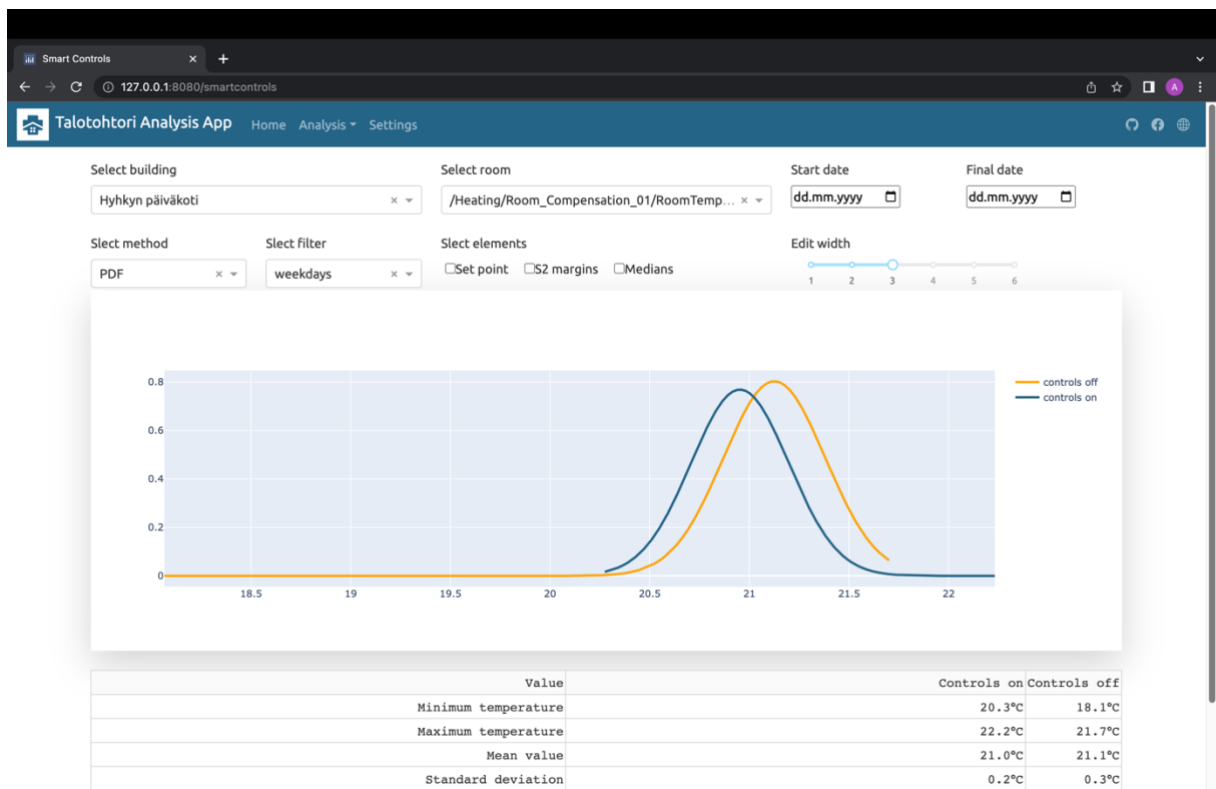 Smart Controls
127.0.0.1:8080/smartcontrols
A
Talotohtori Analysis App Home Analysis Settings
Select building Select room Start date Final date
Hyhkyn päiväkoti /Heating/Room_Compensation_01/RoomTemp... dd.mm.yyyy dd.mm.yyyy
Slect method Slect filter Slect elements Edit width
PDF weekdays Set point S2 margins Medians
1 2 3 4 5 6
0.8
0.6
0.4
0.2
0
18.5 19 19.5 20 20.5 21 21.5 22
controls off
controls on
Value Controls on Controls off
Minimum temperature 20.3°C 18.1°C
Maximum temperature 22.2°C 21.7°C
Mean value 21.0°C 21.1°C
Standard deviation 0.2°C 0.3°C